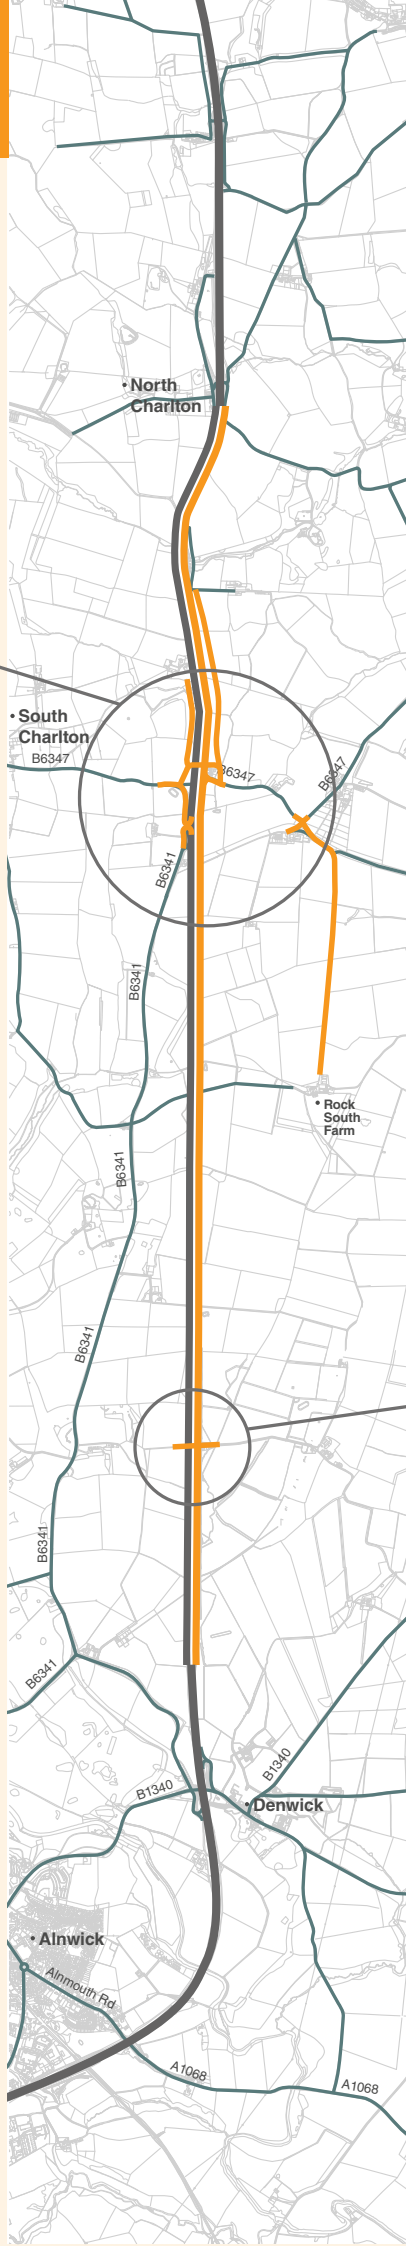 North
Charlton
South
Charlton
B6347
B6347
B6347
B6341
B6341
Rock
South
Farm
B6341
B6341
B6341
B6341
B1340
B1340
Denwick
Alnwick
Alnmouth Rd
A1068
A1068